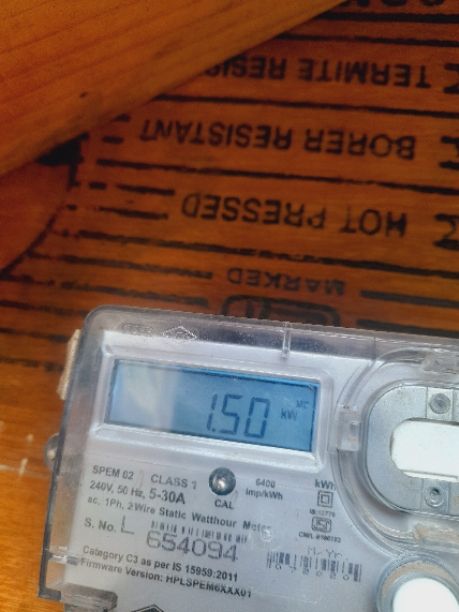 TERMITE RESIS
BORER RESISTANT
HOT PRESSED
MARKED
1.50 kW
SPEM 02 CLASS 1 6400 kWh
240V, 50 Hz, 5-30A CAL imp/kWh
ac, 1Ph, 2Wire Static Watthour Meter
S. No. L 654094
Category C3 as per IS 15959:2011
Firmware Version: HPLSPEM6XXX01